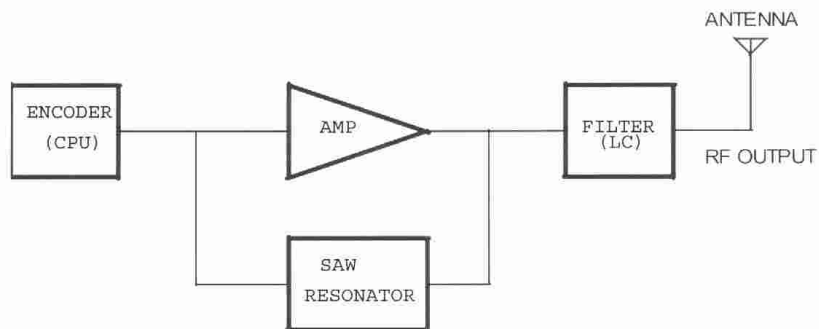 ANTENNA
ENCODER
(CPU)
AMP
FILTER
(LC)
RF OUTPUT
SAW
RESONATOR